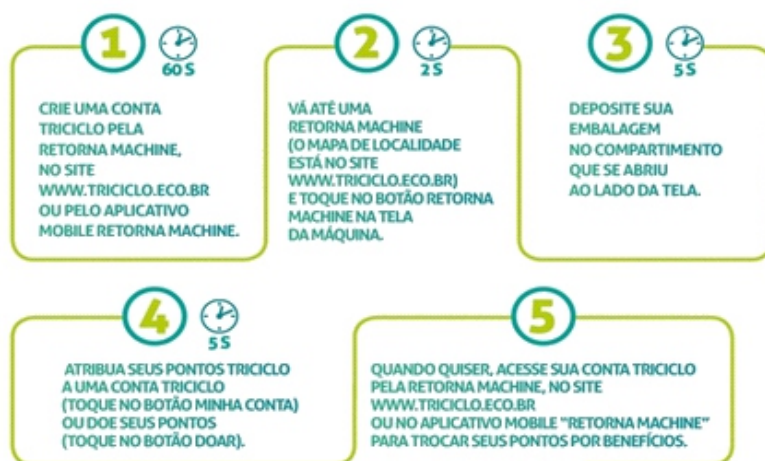 1
60 S
CRIE UMA CONTA
TRICICLO PELA
RETORNA MACHINE,
NO SITE
WWW.TRICICLO.ECO.BR
OU PELO APLICATIVO
MOBILE RETORNA MACHINE.
2
2 S
VÁ ATÉ UMA
RETORNA MACHINE
(O MAPA DE LOCALIDADE
ESTÁ NO SITE
WWW.TRICICLO.ECO.BR)
E TOQUE NO BOTÃO RETORNA
MACHINE NA TELA
DA MÁQUINA.
3
5 S
DEPOSITE SUA
EMBALAGEM
NO COMPARTIMENTO
QUE SE ABRIU
AO LADO DA TELA.
4
5 S
ATRIBUA SEUS PONTOS TRICICLO
A UMA CONTA TRICICLO
(TOQUE NO BOTÃO MINHA CONTA)
OU DOE SEUS PONTOS
(TOQUE NO BOTÃO DOAR).
5
QUANDO QUISER, ACESSE SUA CONTA TRICICLO
PELA RETORNA MACHINE, NO SITE
WWW.TRICICLO.ECO.BR
OU NO APLICATIVO MOBILE "RETORNA MACHINE"
PARA TROCAR SEUS PONTOS POR BENEFÍCIOS.